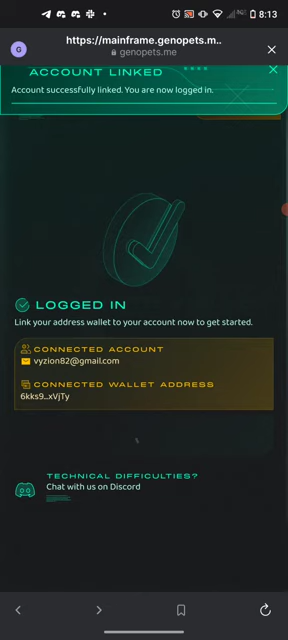 8:13
G
https://mainframe.genopets.m..
genopets.me
ACCOUNT LINKED
Account successfully linked. You are now logged in.
LOGGED IN
Link your address wallet to your account now to get started.
CONNECTED ACCOUNT
vyzion82@gmail.com
CONNECTED WALLET ADDRESS
6kks9...xVjTy
TECHNICAL DIFFICULTIES?
Chat with us on Discord